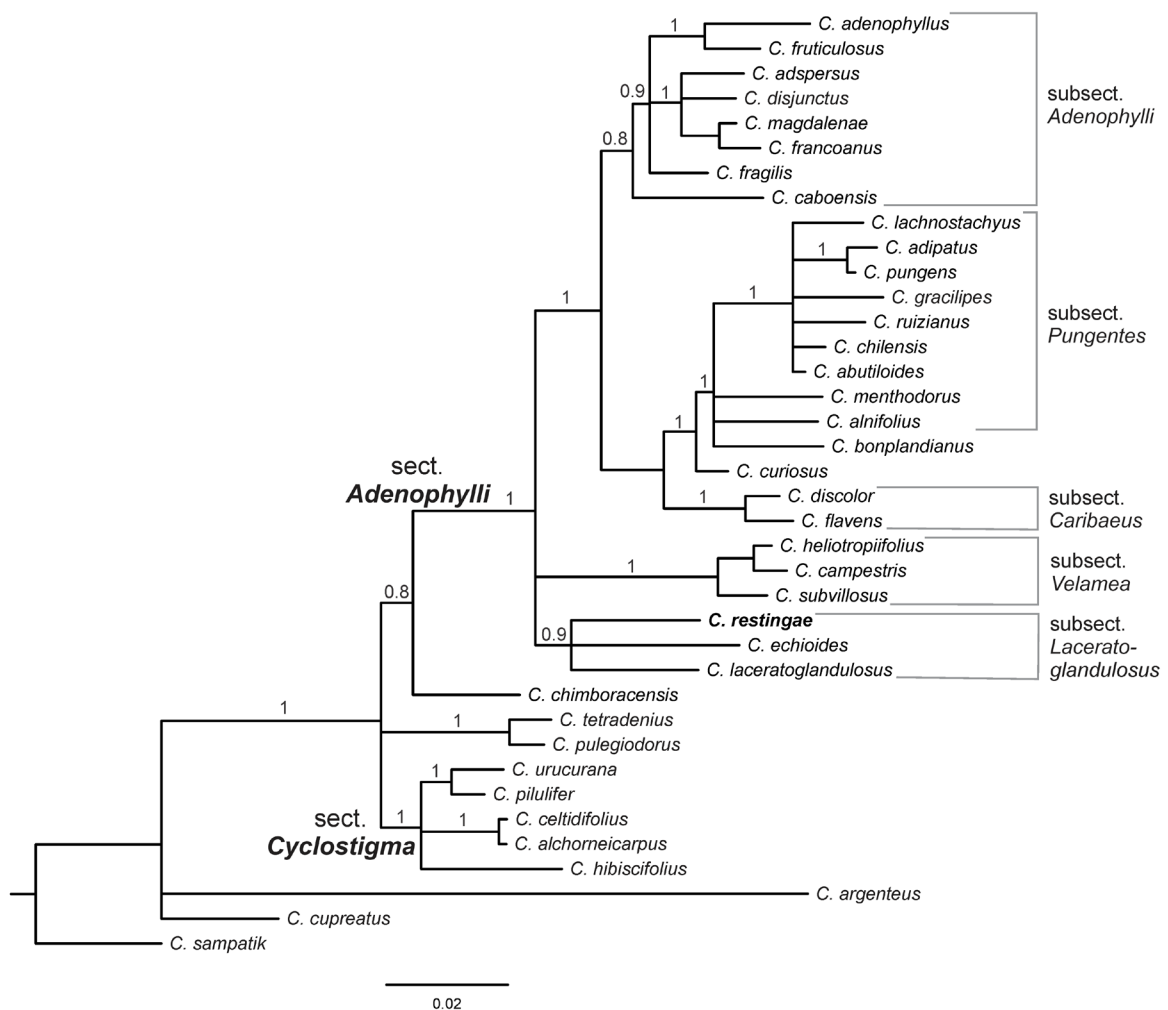 1
C. adenophyllus
C. fruticulosus
C. adspersus
0.9
1
C. disjunctus
subsect.
Adenophylli
C. magdalenae
0.8
C. francoanus
C. fragilis
C. caboensis
C. lachnostachyus
1
C. adipatus
C. pungens
1
1
C. gracilipes
C. ruizianus
subsect.
Pungentes
C. chilensis
C. abutiloides
1
C. menthodorus
1
C. alnifolius
C. bonplandianus
C. curiosus
sect.
Adenophylli
1
1
C. discolor
C. flavens
subsect.
Caribaeus
C. heliotropiifolius
1
C. campestris
subsect.
Velamea
0.8
C. subvillosus
C. restingae
0.9
C. echioides
subsect.
Lacerato-
glandulosus
C. laceratoglandulosus
C. chimboracensis
1
1
C. tetradenius
C. pulegiodorus
1
C. urucurana
C. pilulifer
sect.
Cyclostigma
1
1
C. celtidifolius
C. alchorneicarpus
C. hibiscifolius
C. argenteus
C. cupreatus
C. sampatik
0.02